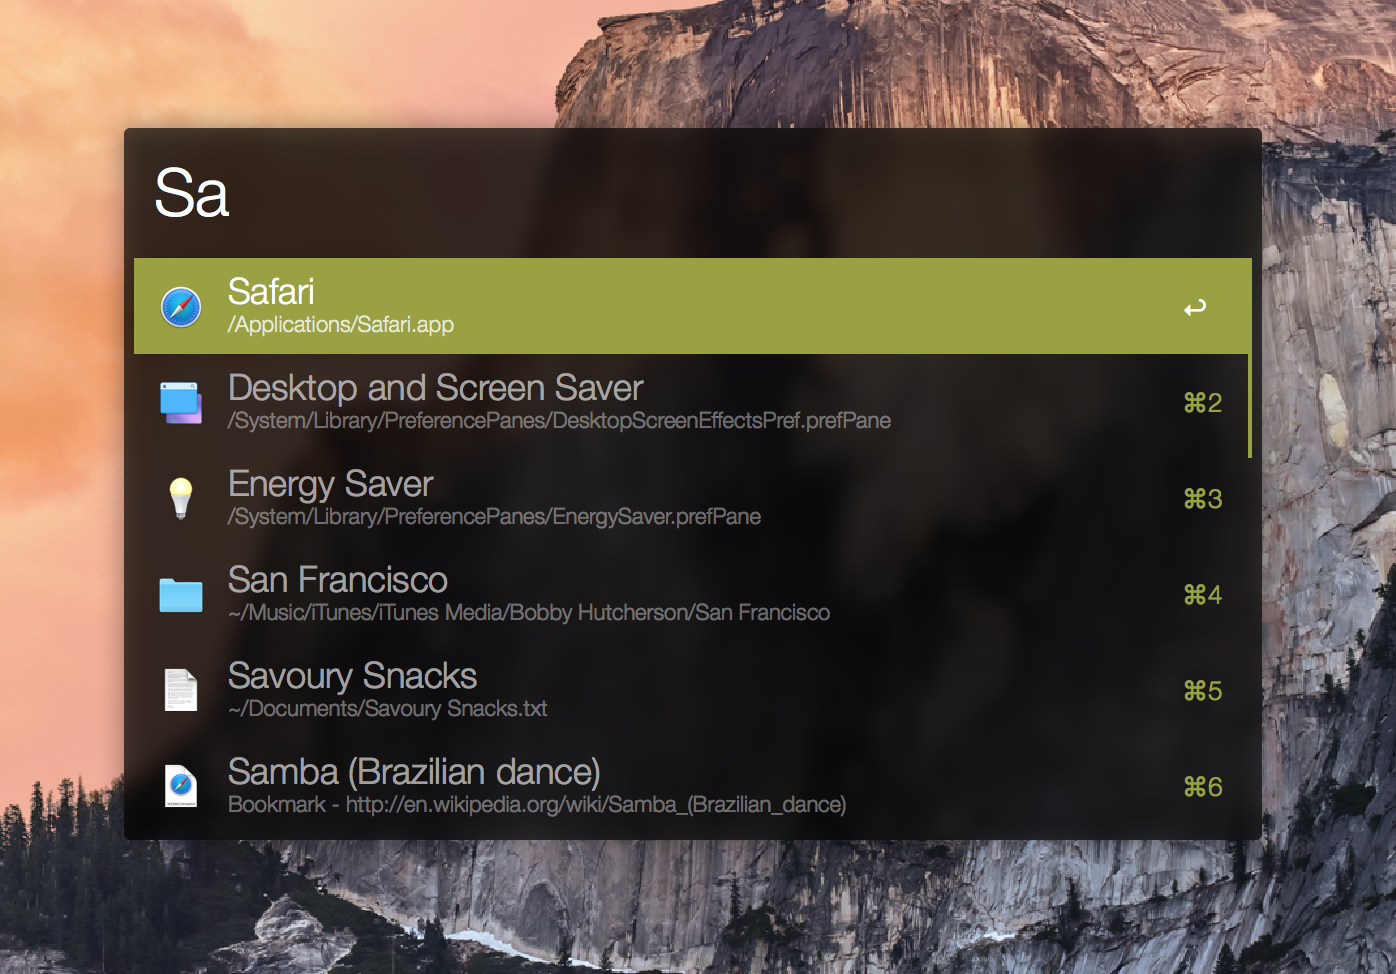 Sa
Safari
/Applications/Safari.app
↩
Desktop and Screen Saver
/System/Library/PreferencePanes/DesktopScreenEffectsPref.prefPane
⌘2
Energy Saver
/System/Library/PreferencePanes/EnergySaver.prefPane
⌘3
San Francisco
~/Music/iTunes/iTunes Media/Bobby Hutcherson/San Francisco
⌘4
Savoury Snacks
~/Documents/Savoury Snacks.txt
⌘5
Samba (Brazilian dance)
Bookmark - http://en.wikipedia.org/wiki/Samba_(Brazilian_dance)
⌘6